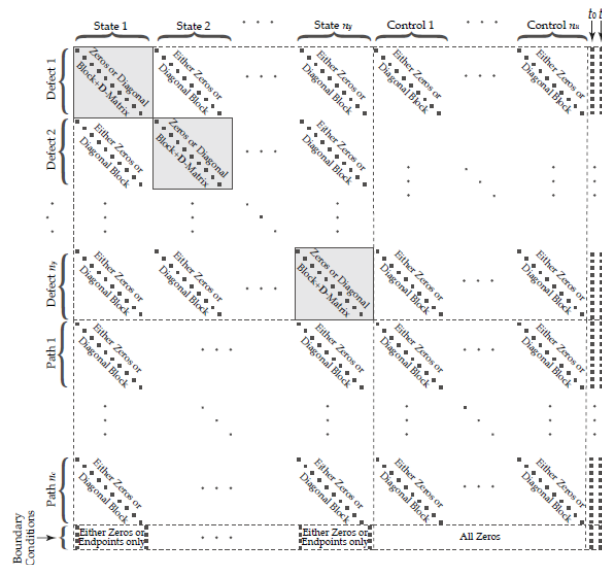 State 1 State 2 State ny Control 1 Control nu t0 t
Defect 1
Zeros or Diagonal
Block+D-Matrix
Either Zeros or
Diagonal Block
Either Zeros or
Diagonal Block
Either Zeros or
Diagonal Block
Either Zeros or
Diagonal Block
Defect 2
Either Zeros or
Diagonal Block
Zeros or Diagonal
Block+D-Matrix
Either Zeros or
Diagonal Block
Defect ny
Either Zeros or
Diagonal Block
Either Zeros or
Diagonal Block
Zeros or Diagonal
Block+D-Matrix
Either Zeros or
Diagonal Block
Either Zeros or
Diagonal Block
Path 1
Either Zeros or
Diagonal Block
Either Zeros or
Diagonal Block
Either Zeros or
Diagonal Block
Either Zeros or
Diagonal Block
Path nc
Either Zeros or
Diagonal Block
Either Zeros or
Diagonal Block
Either Zeros or
Diagonal Block
Either Zeros or
Diagonal Block
Boundary
Conditions
Either Zeros or
Endpoints only
Either Zeros or
Endpoints only
All Zeros